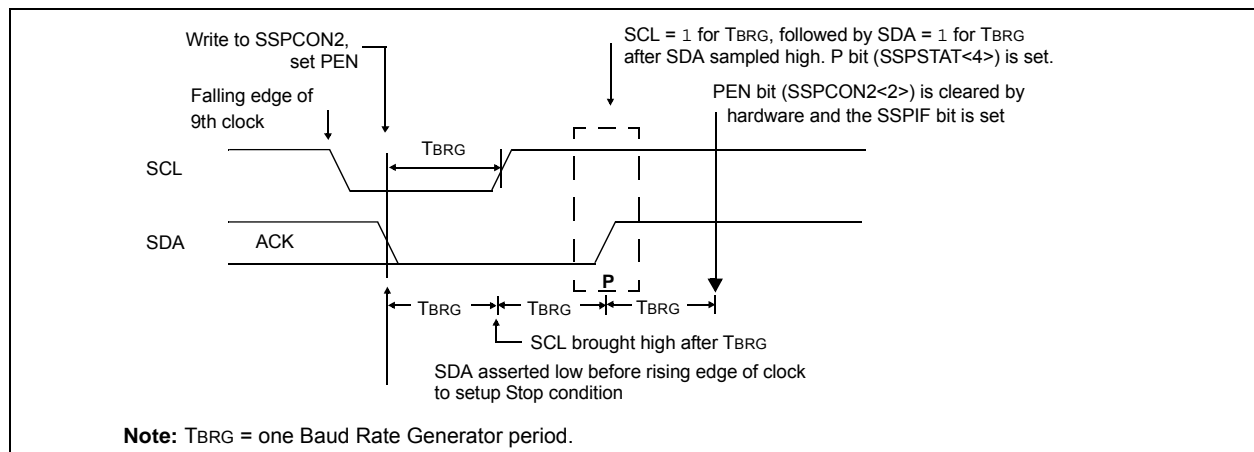 Write to SSPCON2,
set PEN
SCL = 1 for TBRG, followed by SDA = 1 for TBRG
after SDA sampled high. P bit (SSPSTAT<4>) is set.
Falling edge of
9th clock
PEN bit (SSPCON2<2>) is cleared by
hardware and the SSPIF bit is set
TBRG
SCL
SDA
ACK
P
TBRG
TBRG
TBRG
SCL brought high after TBRG
SDA asserted low before rising edge of clock
to setup Stop condition
Note: TBRG = one Baud Rate Generator period.